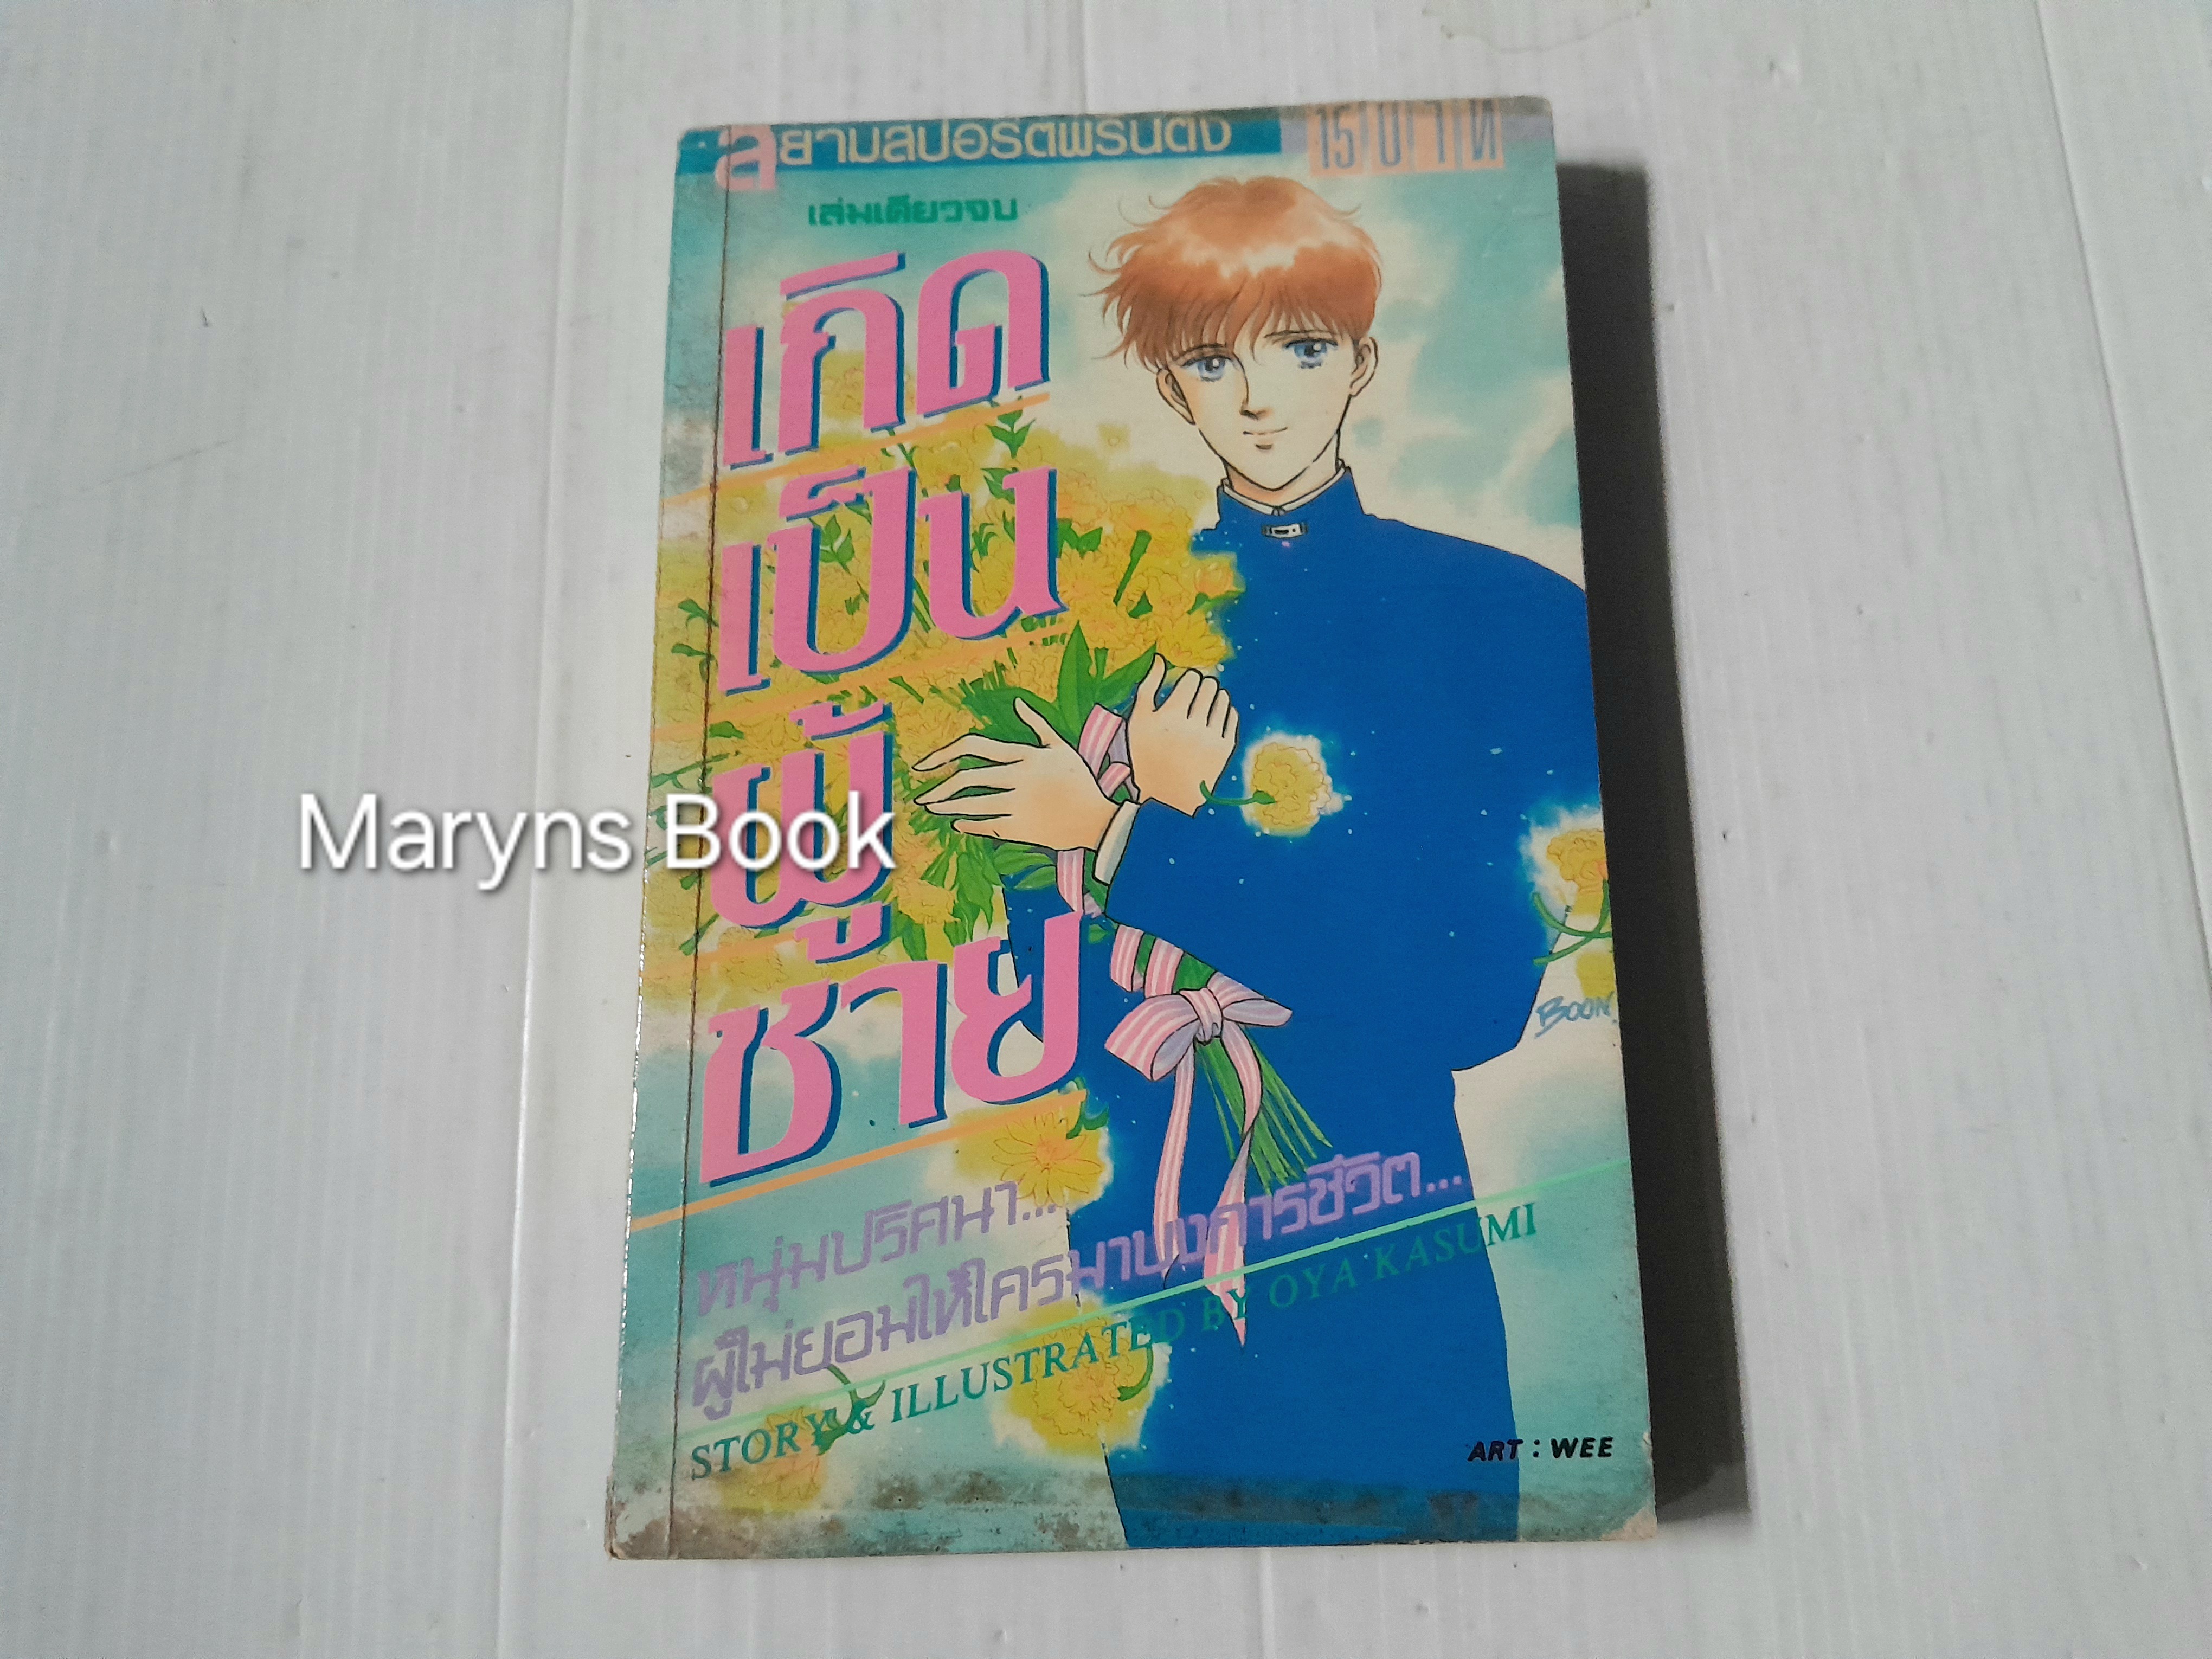 สยามสปอร์ตพริ้นติ้ง
15 บาท
เล่มเดียวจบ
เกิด
เป็น
ผู้
ช้าย
Maryns Book
BOON
หนุ่มปริศนา...
ผู้ไม่ยอมให้ใครมาบงการชีวิต...
STORY & ILLUSTRATED BY OYA KASUMI
ART : WEE